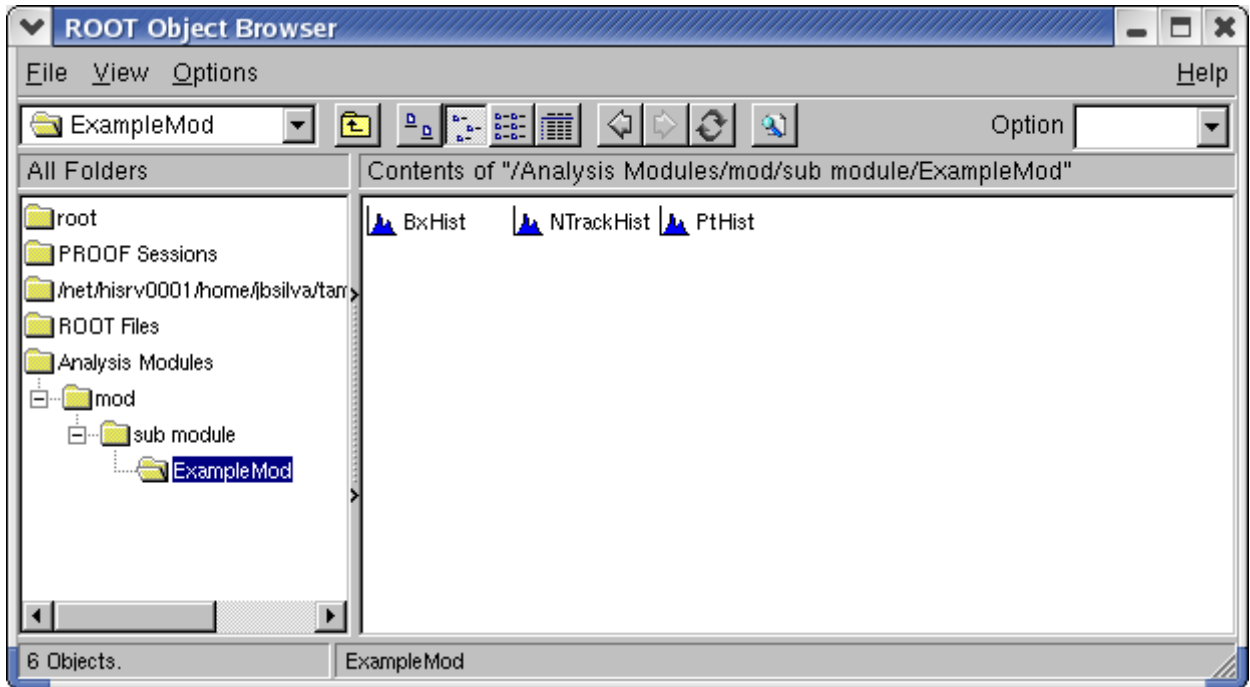 ROOT Object Browser
File View Options Help
ExampleMod Option
All Folders Contents of "/Analysis Modules/mod/sub module/ExampleMod"
root
PROOF Sessions
/net/hisrv0001/home/jbsilva/tam
ROOT Files
Analysis Modules
mod
sub module
ExampleMod
BxHist NTrackHist PtHist
6 Objects. ExampleMod